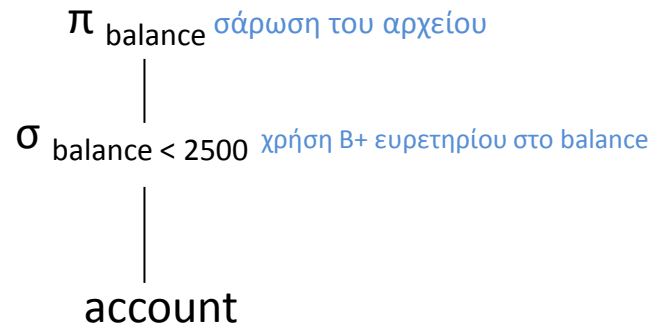 π balance σάρωση του αρχείου
σ balance < 2500 χρήση B+ ευρετηρίου στο balance
account